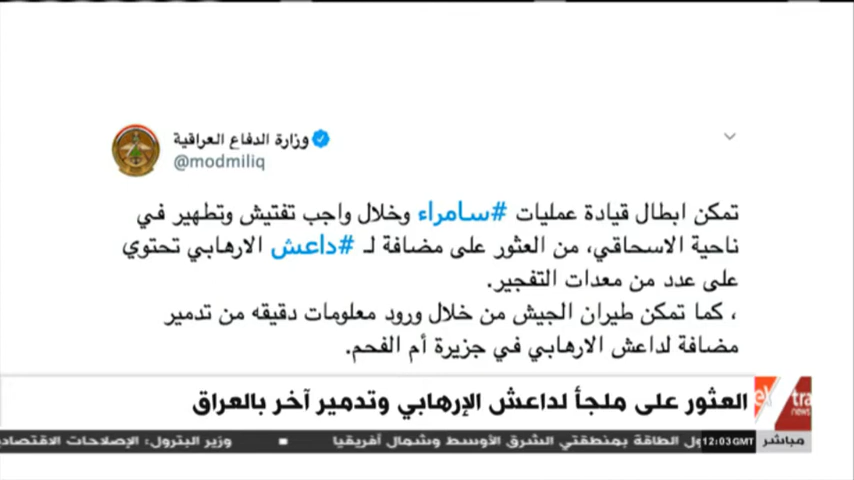 وزارة الدفاع العراقية
@modmiliq
تمكن ابطال قيادة عمليات #سامراء وخلال واجب تفتيش وتطهير في
ناحية الاسحاقي، من العثور على مضافة لـ #داعش الارهابي تحتوي
على عدد من معدات التفجير.
، كما تمكن طيران الجيش من خلال ورود معلومات دقيقه من تدمير
مضافة لداعش الارهابي في جزيرة أم الفحم.
العثور على ملجأ لداعش الإرهابي وتدمير آخر بالعراق
tra
news
مباشر
12:03 GMT
ول الطاقة بمنطقتي الشرق الأوسط وشمال أفريقيا ■ وزير البترول: الإصلاحات الاقتصادية